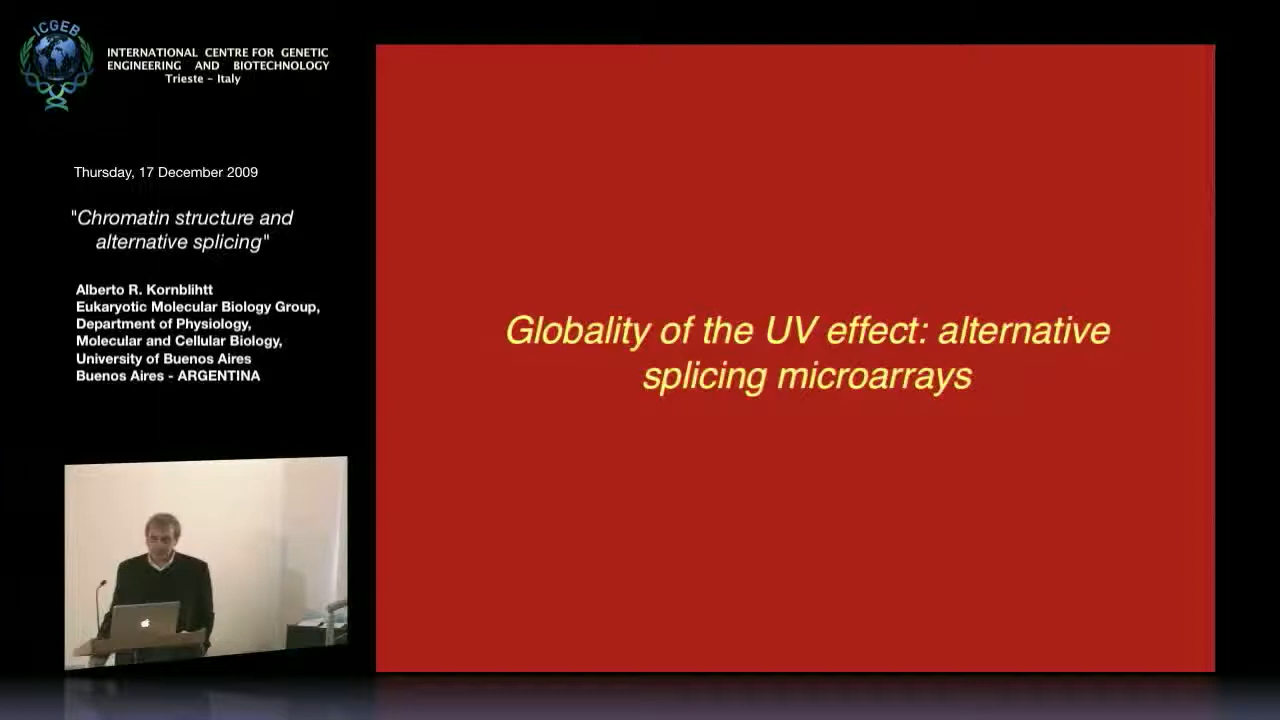 ICGEB
INTERNATIONAL CENTRE FOR GENETIC
ENGINEERING AND BIOTECHNOLOGY
Trieste - Italy
Thursday, 17 December 2009
"Chromatin structure and
alternative splicing"
Alberto R. Kornblihtt
Eukaryotic Molecular Biology Group,
Department of Physiology,
Molecular and Cellular Biology,
University of Buenos Aires
Buenos Aires - ARGENTINA
Globality of the UV effect: alternative
splicing microarrays